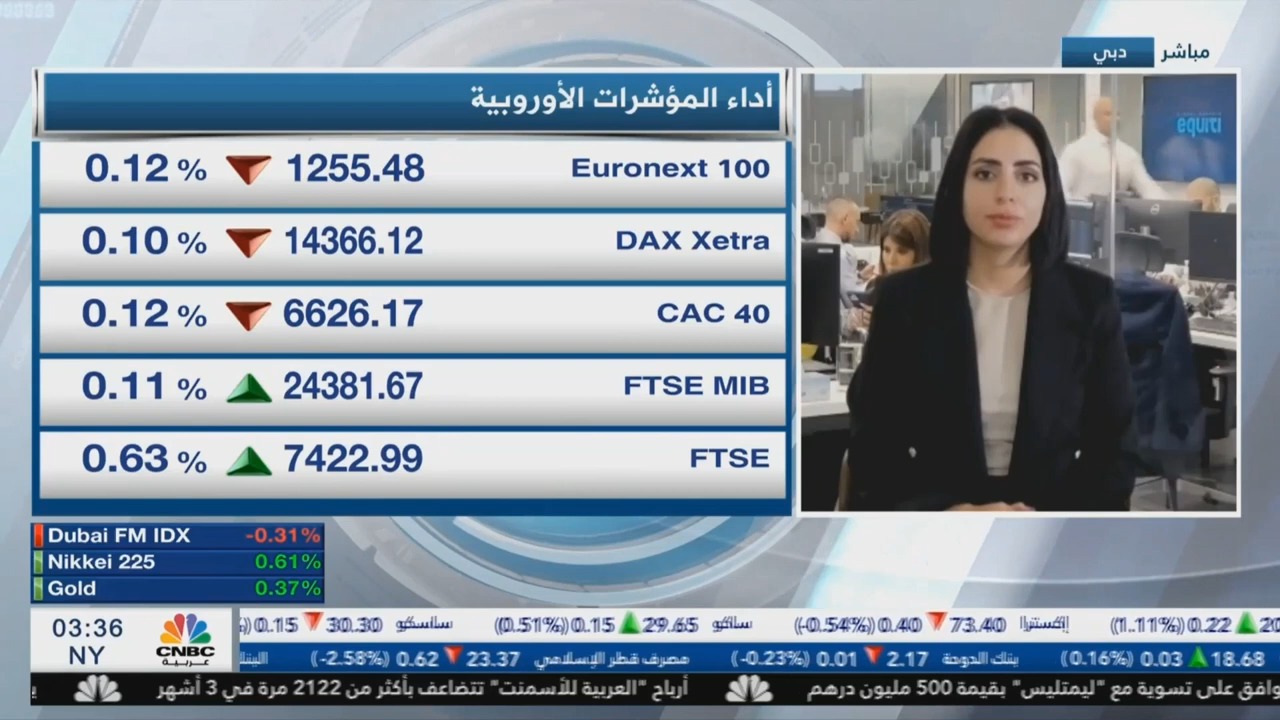 مباشر دبي
equiti
أداء المؤشرات الأوروبية
Euronext 100 1255.48 0.12 %
DAX Xetra 14366.12 0.10 %
CAC 40 6626.17 0.12 %
FTSE MIB 24381.67 0.11 %
FTSE 7422.99 0.63 %
Dubai FM IDX -0.31%
Nikkei 225 0.61%
Gold 0.37%
03:36
NY
CNBC
عربية
0.22 (1.11%) إكسترا 73.40 0.40 (-0.54%) ساكو 29.65 0.15 (0.51%) ساسكو 30.30 0.15
18.68 0.03 (0.16%) بنك الدوحة 2.17 0.01 (-0.23%) مصرف قطر الإسلامي 23.37 0.62 (-2.58%)
وافق على تسوية مع "ليمتليس" بقيمة 500 مليون درهم أرباح "العربية للأسمنت" تتضاعف بأكثر من 2122 مرة في 3 أشهر